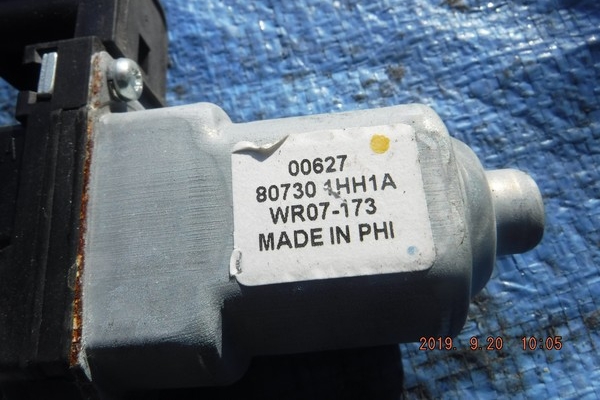 00627
80730 1HH1A
WR07-173
MADE IN PHI
2019. 9.20 10:05